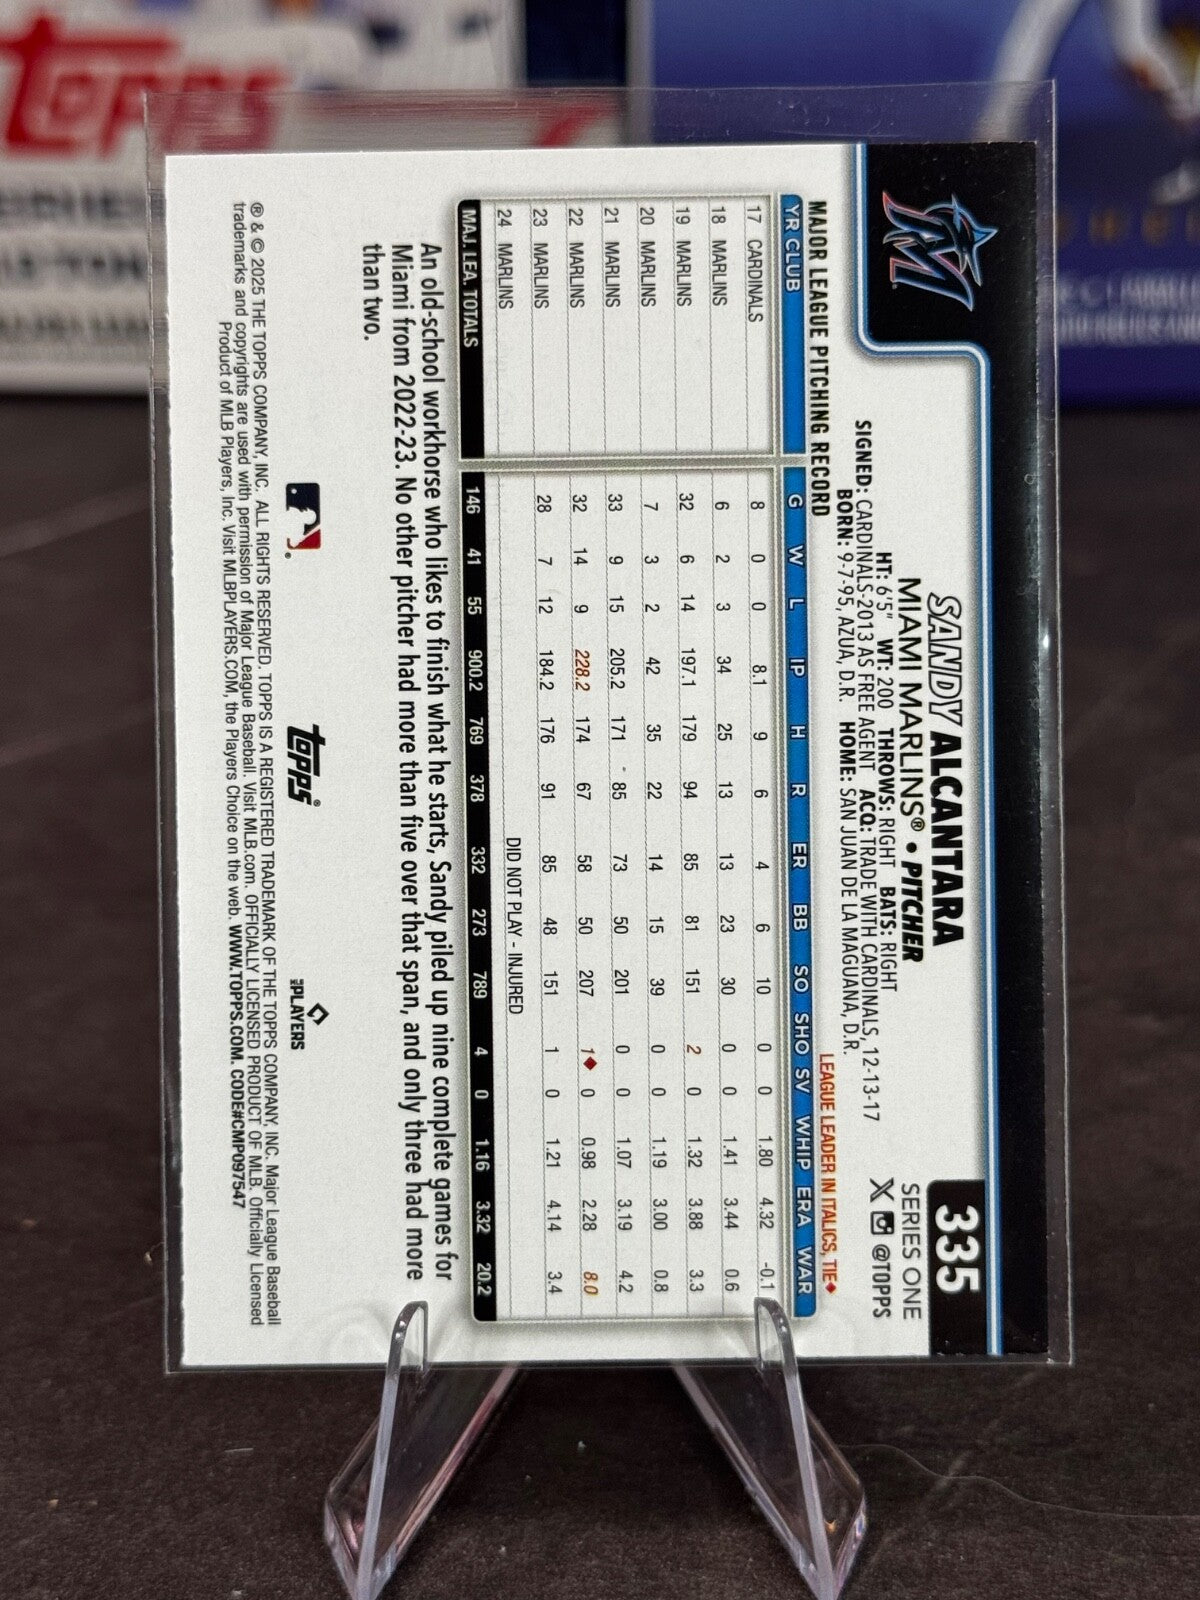 TOPPS
335
SERIES ONE
@TOPPS
SANDY ALCANTARA
MIAMI MARLINS® • PITCHER
HT: 6'5" WT: 200 THROWS: RIGHT BATS: RIGHT
SIGNED: CARDINALS-2013 AS FREE AGENT ACQ: TRADE WITH CARDINALS, 12-13-17
BORN: 9-7-95, AZUA, D.R. HOME: SAN JUAN DE LA MAGUANA, D.R.
MAJOR LEAGUE PITCHING RECORD LEAGUE LEADER IN ITALICS, TIE♦
YR CLUB G W L IP H R ER BB SO SHO SV WHIP ERA WAR
17 CARDINALS 8 0 0 8.1 9 6 4 6 10 0 0 1.80 4.32 -0.1
18 MARLINS 6 2 3 34 25 13 13 23 30 0 0 1.41 3.44 0.6
19 MARLINS 32 6 14 197.1 179 94 85 81 151 2 0 1.32 3.88 3.3
20 MARLINS 7 3 2 42 35 22 14 15 39 0 0 1.19 3.00 0.8
21 MARLINS 33 9 15 205.2 171 85 73 50 201 0 0 1.07 3.19 4.2
22 MARLINS 32 14 9 228.2 174 67 58 50 207 1♦ 0 0.98 2.28 8.0
23 MARLINS 28 7 12 184.2 176 91 85 48 151 1 0 1.21 4.14 3.4
24 MARLINS DID NOT PLAY - INJURED
MAJ. LEA. TOTALS 146 41 55 900.2 769 378 332 273 789 4 0 1.16 3.32 20.2
An old-school workhorse who likes to finish what he starts, Sandy piled up nine complete games for
Miami from 2022-23. No other pitcher had more than five over that span, and only three had more
than two.
topps®
PLAYERS
® & © 2025 THE TOPPS COMPANY, INC. ALL RIGHTS RESERVED. TOPPS IS A REGISTERED TRADEMARK OF THE TOPPS COMPANY, INC. Major League Baseball
trademarks and copyrights are used with permission of Major League Baseball. Visit MLB.com. OFFICIALLY LICENSED PRODUCT OF MLB. Officially Licensed
Product of MLB Players, Inc. Visit MLBPLAYERS.COM, the Players Choice on the web. WWW.TOPPS.COM. CODE#CMP097547